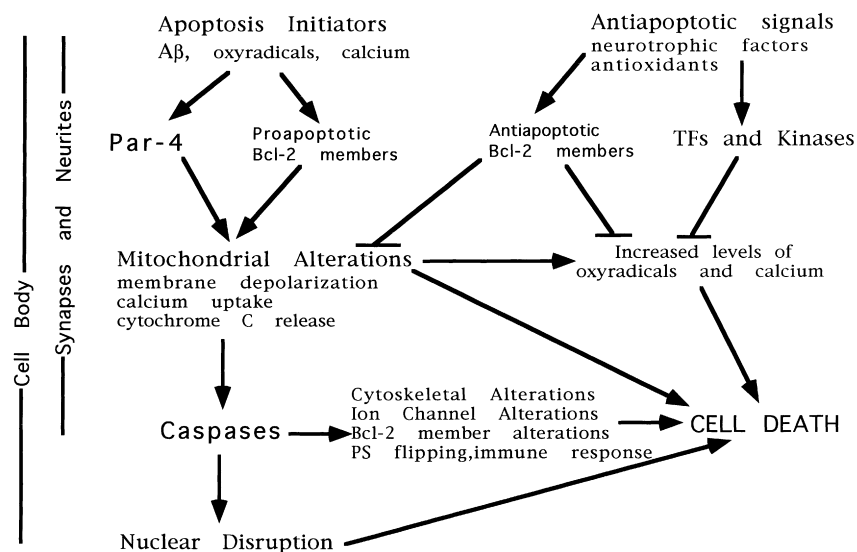 Apoptosis Initiators
Aβ, oxyradicals, calcium
Antiapoptotic signals
neurotrophic factors
antioxidants
Par-4
Proapoptotic
Bcl-2 members
Antiapoptotic
Bcl-2 members
TFs and Kinases
Mitochondrial Alterations
membrane depolarization
calcium uptake
cytochrome C release
Increased levels of
oxyradicals and calcium
Caspases
Cytoskeletal Alterations
Ion Channel Alterations
Bcl-2 member alterations
PS flipping,immune response
CELL DEATH
Nuclear Disruption
Cell Body
Synapses and Neurites